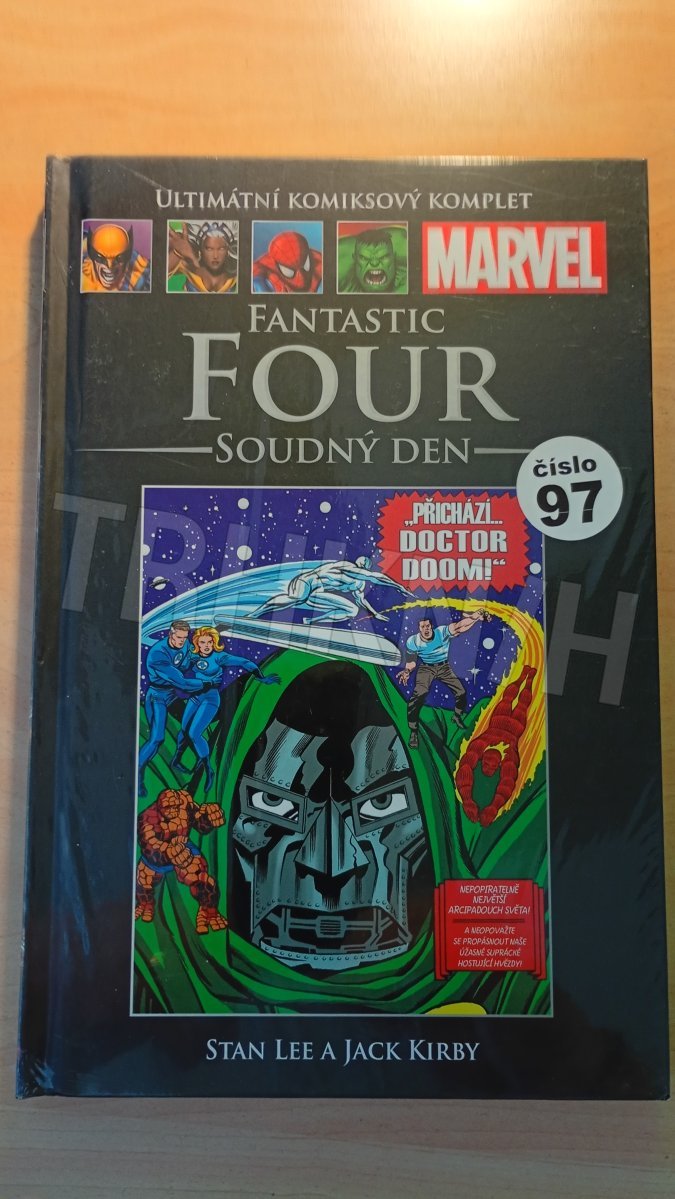 ULTIMÁTNÍ KOMIKSOVÝ KOMPLET
MARVEL
FANTASTIC
FOUR
SOUDNÝ DEN
číslo
97
„PŘICHÁZÍ...
DOCTOR
DOOM!“
NEPOPIRATELNĚ
NEJVĚTŠÍ
ARCIPADOUCH SVĚTA!
A NEOPOVAŽTE
SE PROPÁSNOUT NAŠE
ÚŽASNÉ SUPRÁCKÉ
HOSTUJÍCÍ HVĚZDY!
STAN LEE A JACK KIRBY
TRHKNIH